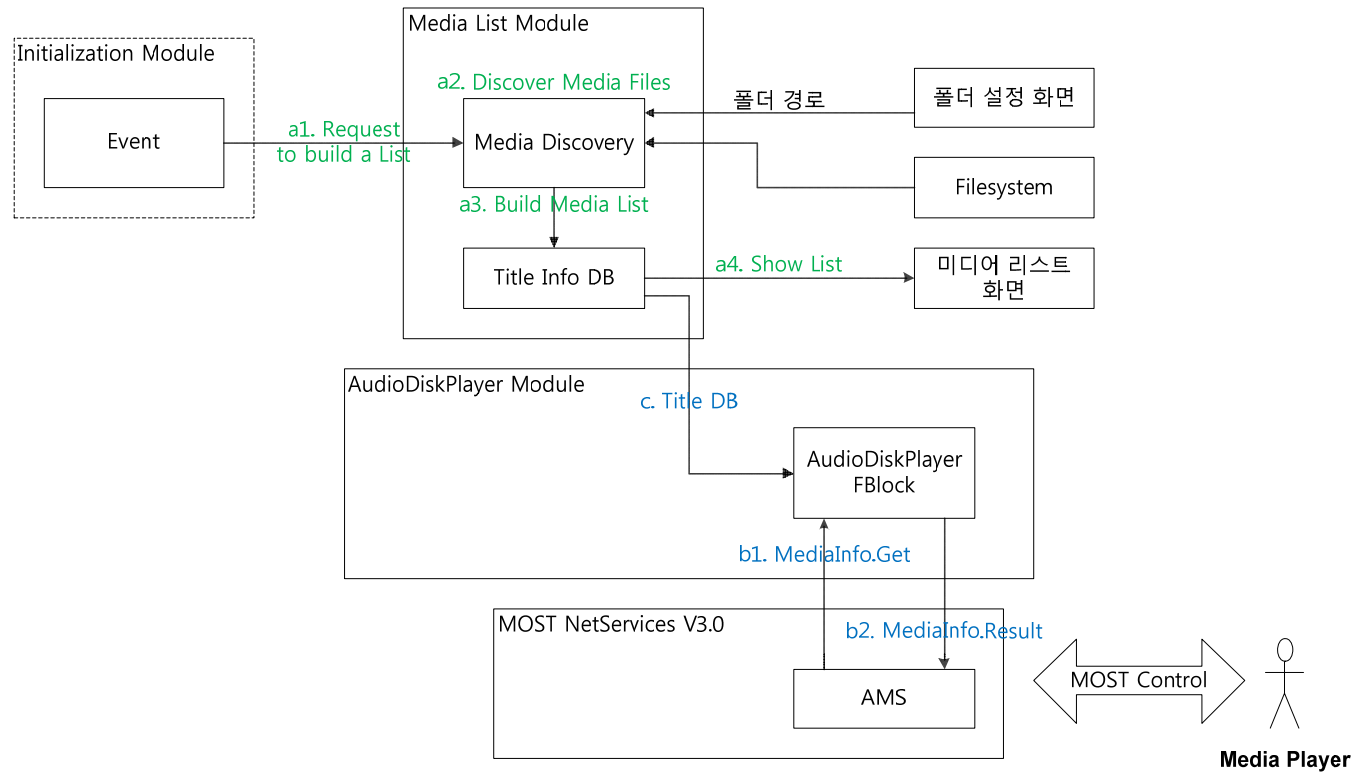 Media List Module
Initialization Module
a2. Discover Media Files
폴더 경로
폴더 설정 화면
Event
a1. Request
to build a List
Media Discovery
Filesystem
a3. Build Media List
Title Info DB
a4. Show List
미디어 리스트
화면
AudioDiskPlayer Module
c. Title DB
AudioDiskPlayer
FBlock
b1. MediaInfo.Get
MOST NetServices V3.0
b2. MediaInfo.Result
AMS
MOST Control
Media Player